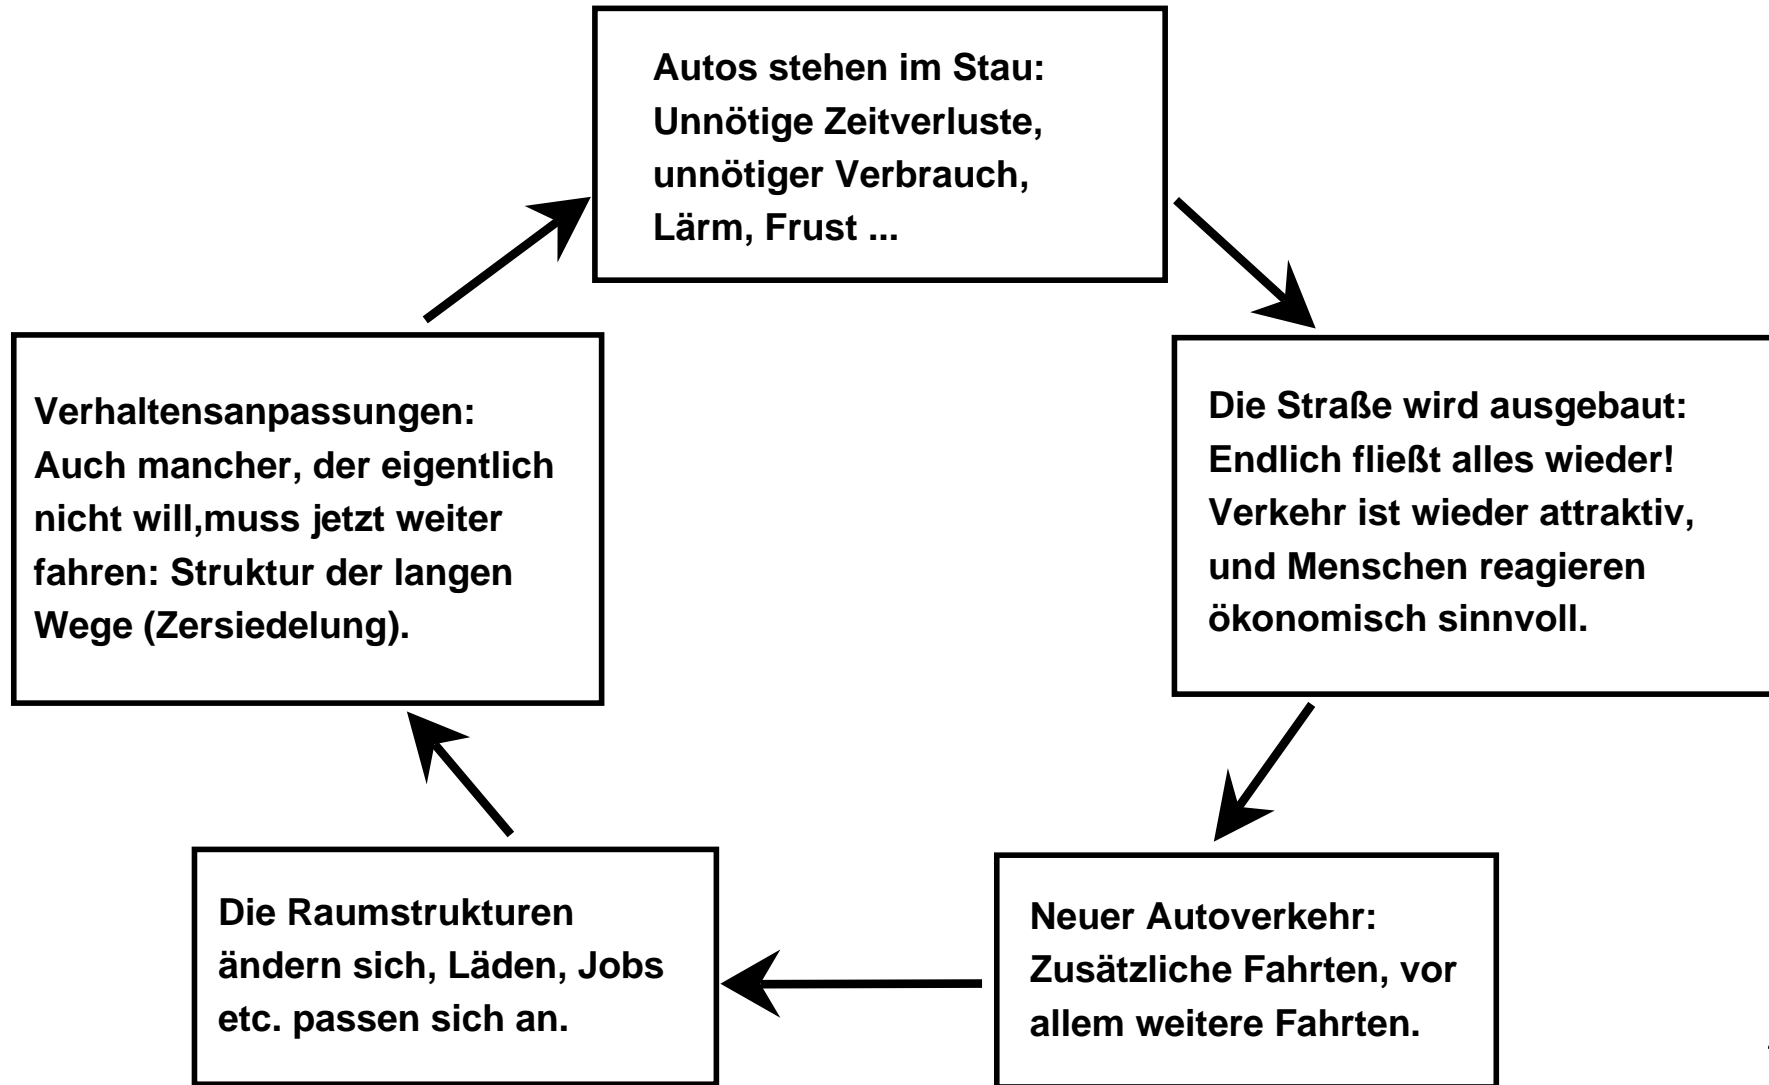 Autos stehen im Stau:
Unnötige Zeitverluste,
unnötiger Verbrauch,
Lärm, Frust ...
Die Straße wird ausgebaut:
Endlich fließt alles wieder!
Verkehr ist wieder attraktiv,
und Menschen reagieren
ökonomisch sinnvoll.
Neuer Autoverkehr:
Zusätzliche Fahrten, vor
allem weitere Fahrten.
Die Raumstrukturen
ändern sich, Läden, Jobs
etc. passen sich an.
Verhaltensanpassungen:
Auch mancher, der eigentlich
nicht will,muss jetzt weiter
fahren: Struktur der langen
Wege (Zersiedelung).